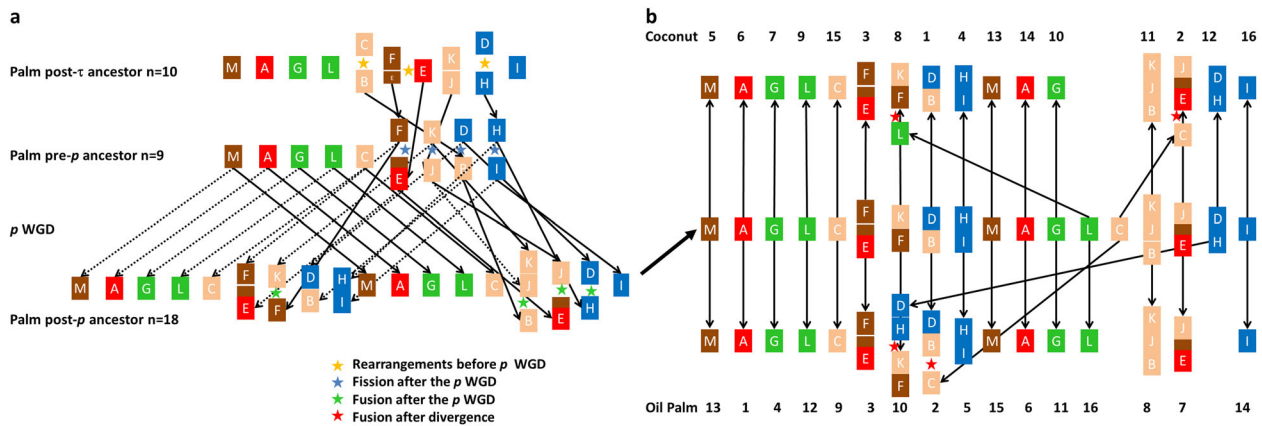 a
C
D
F
K
Palm post-τ ancestor n=10
M A G L
E
I
B
J
H
F K D H
Palm pre-p ancestor n=9
M A G L C
J
I
E
p WGD
F K D H
K J D
M A G L C
M A G L C
J
I
E F B I
B E H
Palm post-p ancestor n=18
Rearrangements before p WGD
Fission after the p WGD
Fusion after the p WGD
Fusion after divergence
b
Coconut 5 6 7 9 15 3 8 1 4 13 14 10 11 2 12 16
F K D H K J D
M A G L C F M A G J I
E B I B E H
L C
F K D H K J D
M A G L C M A G L C J I
E F B I B E H
D
F H D H K J
M A G L C B M A G L J I
E K I B E
F C
Oil Palm 13 1 4 12 9 3 10 2 5 15 6 11 16 8 7 14